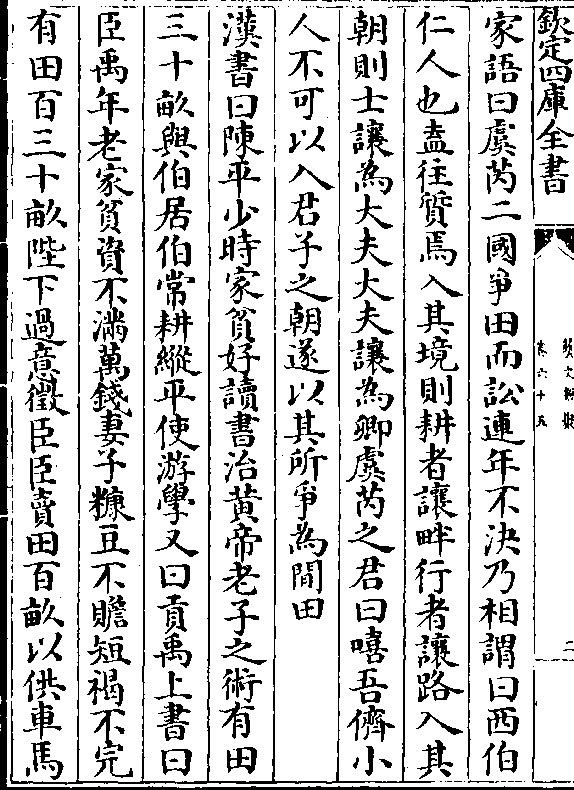 欽定四庫全書
藝文類聚
卷六十五
二
家語曰虞芮二國爭田而訟連年不決乃相謂曰西伯
仁人也盍往質焉入其境則耕者讓畔行者讓路入其
朝則士讓為大夫大夫讓為卿虞芮之君曰嘻吾儕小
人不可以入君子之朝遂以其所爭為閒田
漢書曰陳平少時家貧好讀書治黃帝老子之術有田
三十畝與伯居伯常耕縱平使游學又曰貢禹上書曰
臣禹年老家貧資不滿萬錢妻子糠豆不贍短褐不完
有田百三十畝陛下過意徵臣臣賣田百畝以供車馬